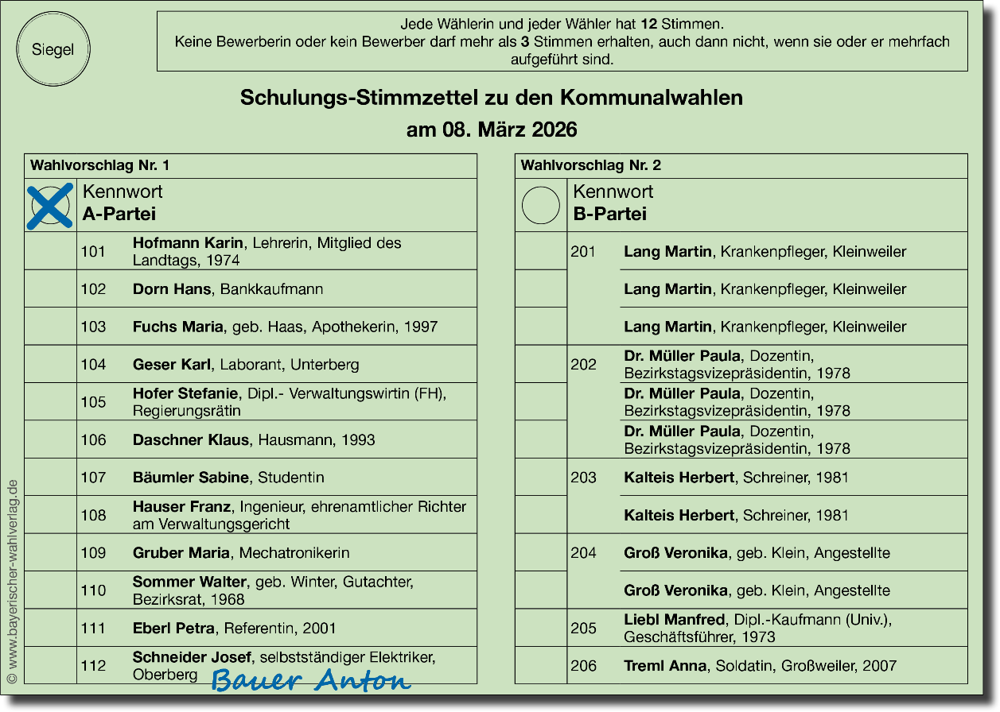 Siegel
Jede Wählerin und jeder Wähler hat 12 Stimmen.
Keine Bewerberin oder kein Bewerber darf mehr als 3 Stimmen erhalten, auch dann nicht, wenn sie oder er mehrfach
aufgeführt sind.
Schulungs-Stimmzettel zu den Kommunalwahlen
am 08. März 2026
Wahlvorschlag Nr. 1
Kennwort
A-Partei
101 Hofmann Karin, Lehrerin, Mitglied des
Landtags, 1974
102 Dorn Hans, Bankkaufmann
103 Fuchs Maria, geb. Haas, Apothekerin, 1997
104 Geser Karl, Laborant, Unterberg
105 Hofer Stefanie, Dipl.- Verwaltungswirtin (FH),
Regierungsrätin
106 Daschner Klaus, Hausmann, 1993
107 Bäumler Sabine, Studentin
108 Hauser Franz, Ingenieur, ehrenamtlicher Richter
am Verwaltungsgericht
109 Gruber Maria, Mechatronikerin
110 Sommer Walter, geb. Winter, Gutachter,
Bezirksrat, 1968
111 Eberl Petra, Referentin, 2001
112 Schneider Josef, selbstständiger Elektriker,
Oberberg
Bauer Anton
Wahlvorschlag Nr. 2
Kennwort
B-Partei
201 Lang Martin, Krankenpfleger, Kleinweiler
Lang Martin, Krankenpfleger, Kleinweiler
Lang Martin, Krankenpfleger, Kleinweiler
202 Dr. Müller Paula, Dozentin,
Bezirkstagsvizepräsidentin, 1978
Dr. Müller Paula, Dozentin,
Bezirkstagsvizepräsidentin, 1978
Dr. Müller Paula, Dozentin,
Bezirkstagsvizepräsidentin, 1978
203 Kalteis Herbert, Schreiner, 1981
Kalteis Herbert, Schreiner, 1981
204 Groß Veronika, geb. Klein, Angestellte
Groß Veronika, geb. Klein, Angestellte
205 Liebl Manfred, Dipl.-Kaufmann (Univ.),
Geschäftsführer, 1973
206 Treml Anna, Soldatin, Großweiler, 2007
© www.bayerischer-wahlverlag.de